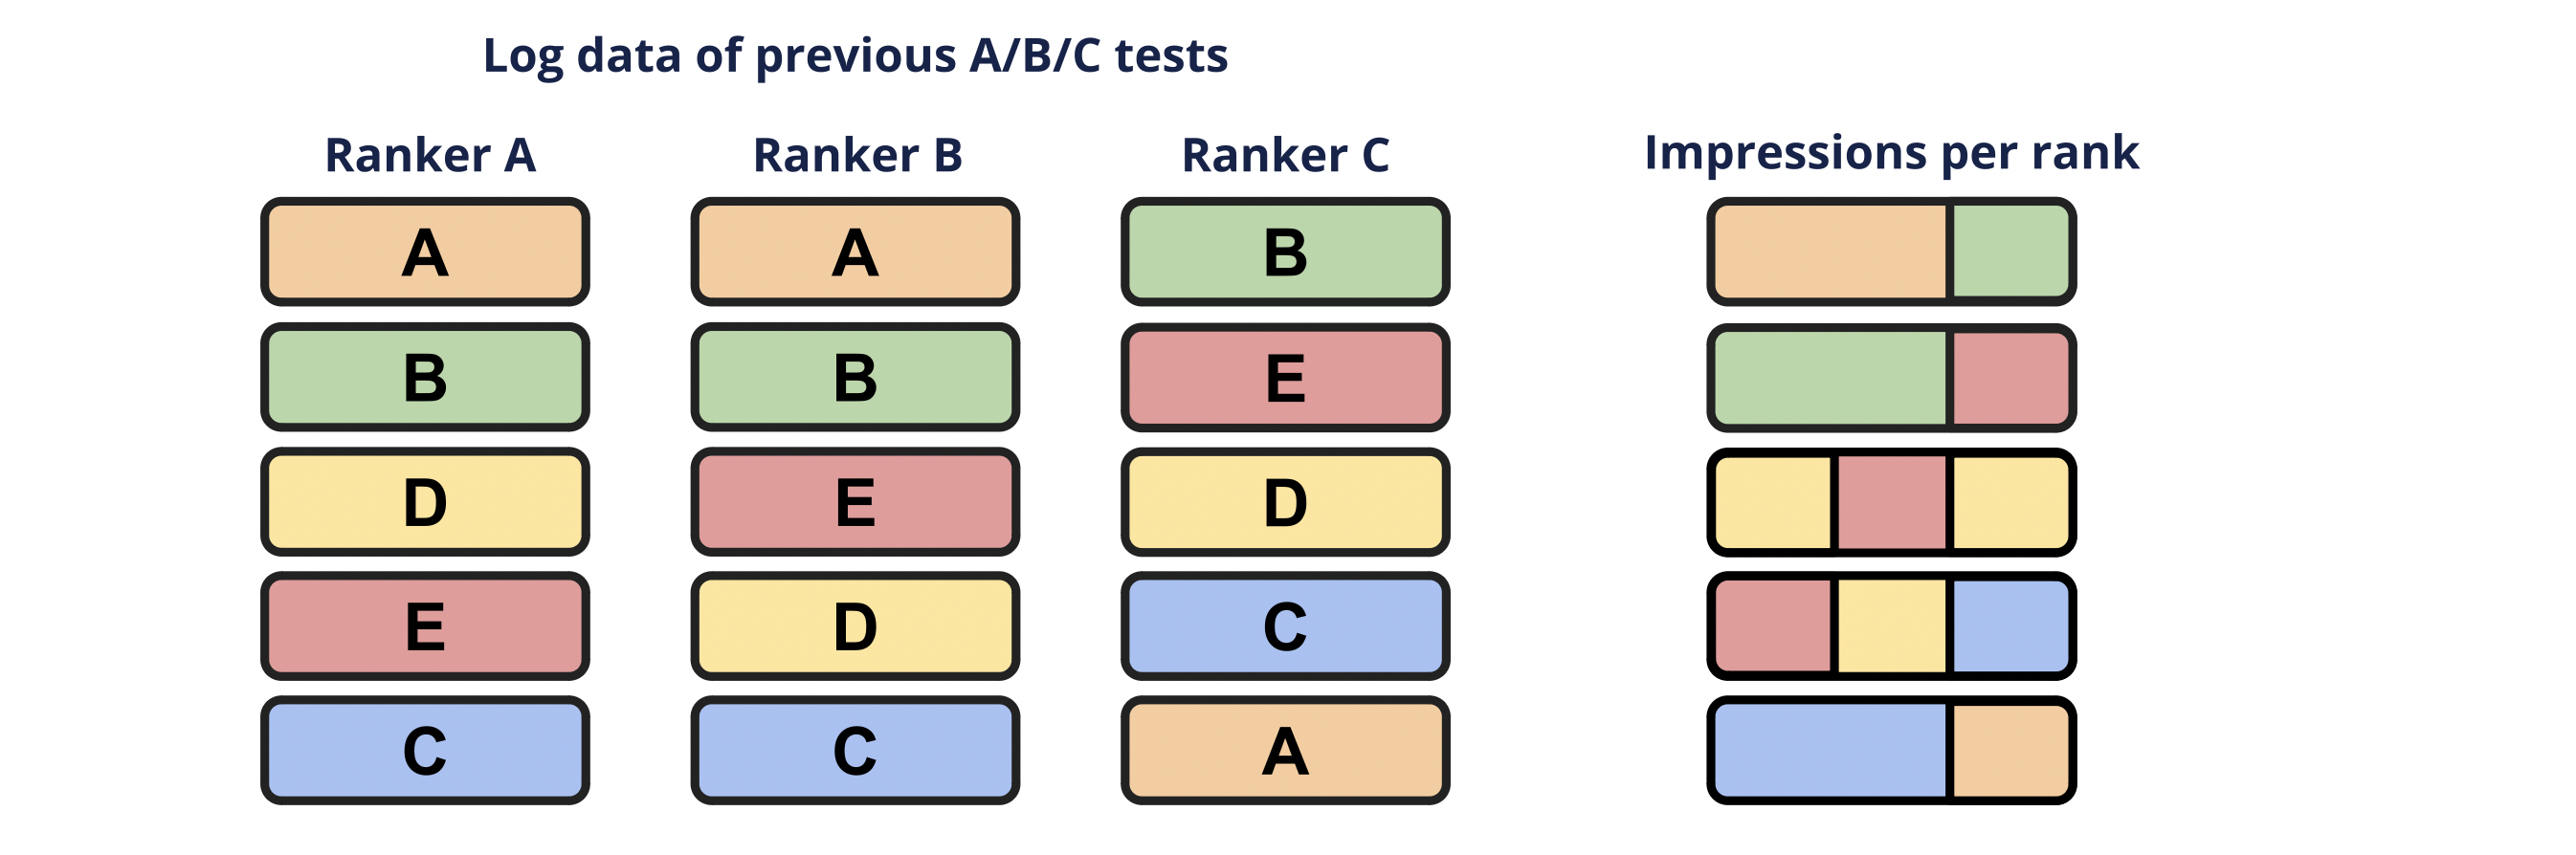 Log data of previous A/B/C tests
Ranker A Ranker B Ranker C Impressions per rank
A A B
B B E
D E D
E D C
C C A